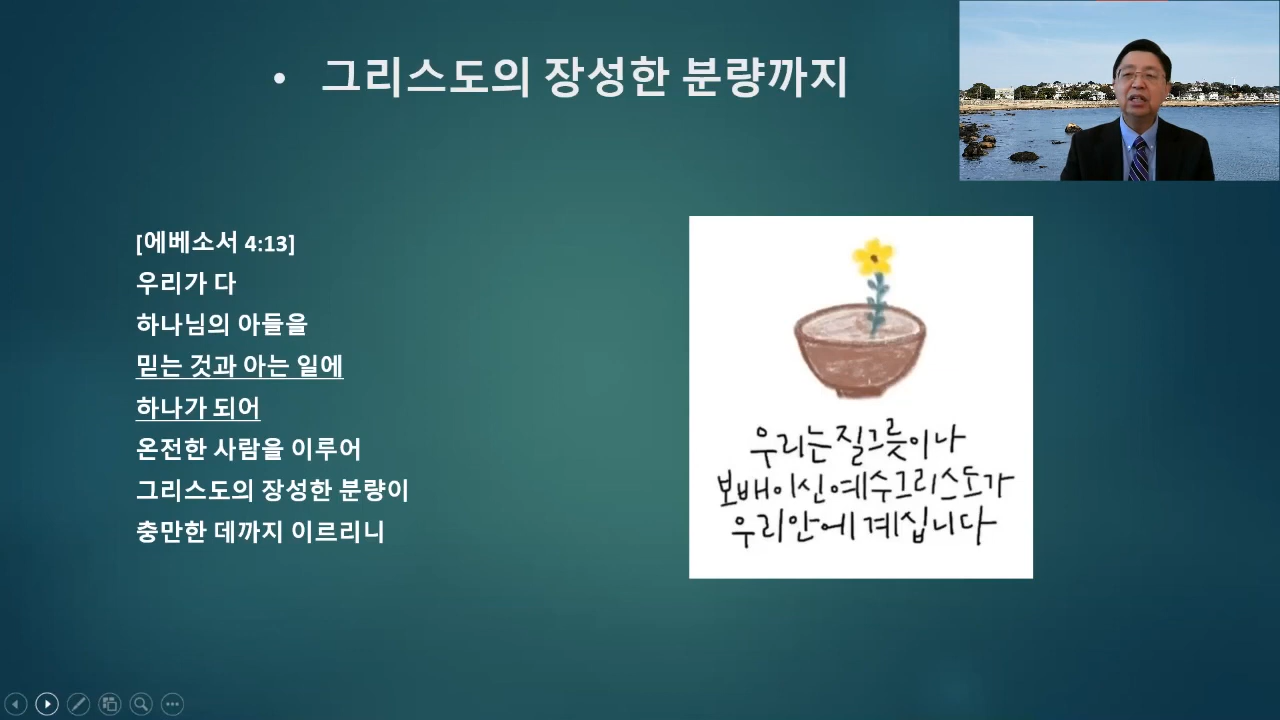 • 그리스도의 장성한 분량까지
[에베소서 4:13]
우리가 다
하나님의 아들을
믿는 것과 아는 일에
하나가 되어
온전한 사람을 이루어
그리스도의 장성한 분량이
충만한 데까지 이르리니
우리는 질그릇이나
보배이신 예수그리스도가
우리 안에 계십니다